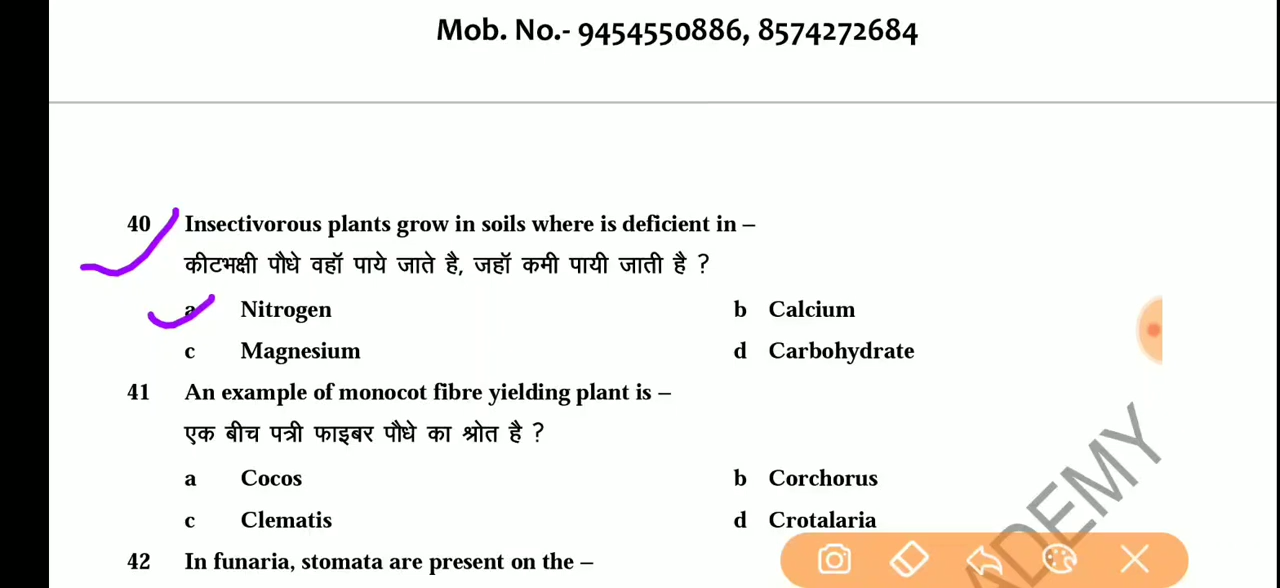 Mob. No.- 9454550886, 8574272684
40 Insectivorous plants grow in soils where is deficient in –
कीटभक्षी पौधे वहॉ पाये जाते है, जहॉ कमी पायी जाती है ?
a Nitrogen b Calcium
c Magnesium d Carbohydrate
41 An example of monocot fibre yielding plant is –
एक बीच पत्री फाइबर पौधे का श्रोत है ?
a Cocos b Corchorus
c Clematis d Crotalaria
42 In funaria, stomata are present on the –
DEMY